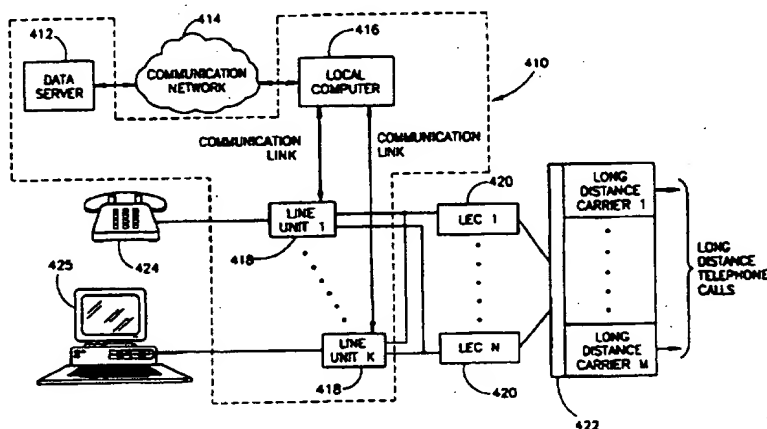 412
414
416
DATA
SERVER
COMMUNICATION
NETWORK
LOCAL
COMPUTER
410
COMMUNICATION
LINK
COMMUNICATION
LINK
424
LINE
UNIT 1
418
420
LEC 1
LONG
DISTANCE
CARRIER 1
LONG
DISTANCE
TELEPHONE
CALLS
425
LINE
UNIT K
418
LEC N
420
LONG
DISTANCE
CARRIER M
422